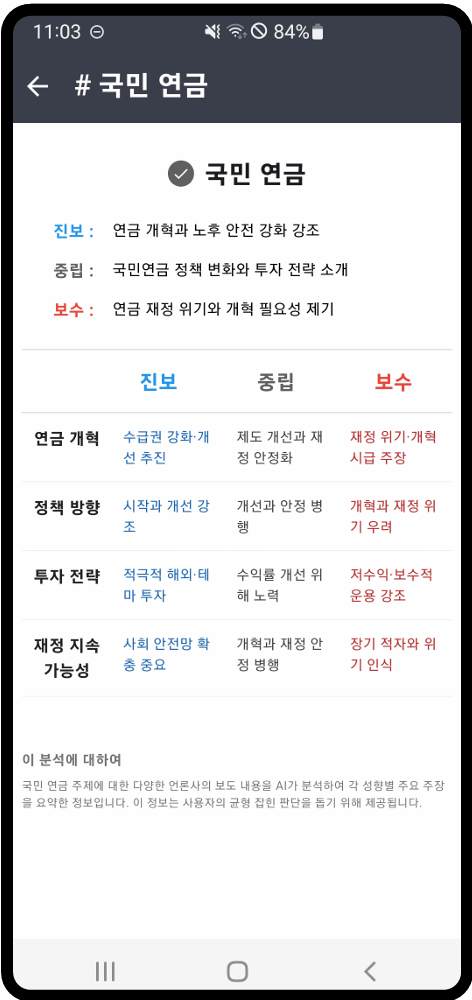 11:03 84%
# 국민 연금
국민 연금
진보 : 연금 개혁과 노후 안전 강화 강조
중립 : 국민연금 정책 변화와 투자 전략 소개
보수 : 연금 재정 위기와 개혁 필요성 제기
진보 중립 보수
연금 개혁 수급권 강화·개 제도 개선과 재 재정 위기·개혁
선 추진 정 안정화 시급 주장
정책 방향 시작과 개선 강 개선과 안정 병 개혁과 재정 위
조 행 기 우려
투자 전략 적극적 해외·테 수익률 개선 위 저수익·보수적
마 투자 해 노력 운용 강조
재정 지속 사회 안전망 확 개혁과 재정 안 장기 적자와 위
가능성 충 중요 정 병행 기 인식
이 분석에 대하여
국민 연금 주제에 대한 다양한 언론사의 보도 내용을 AI가 분석하여 각 성향별 주요 주장
을 요약한 정보입니다. 이 정보는 사용자의 균형 잡힌 판단을 돕기 위해 제공됩니다.